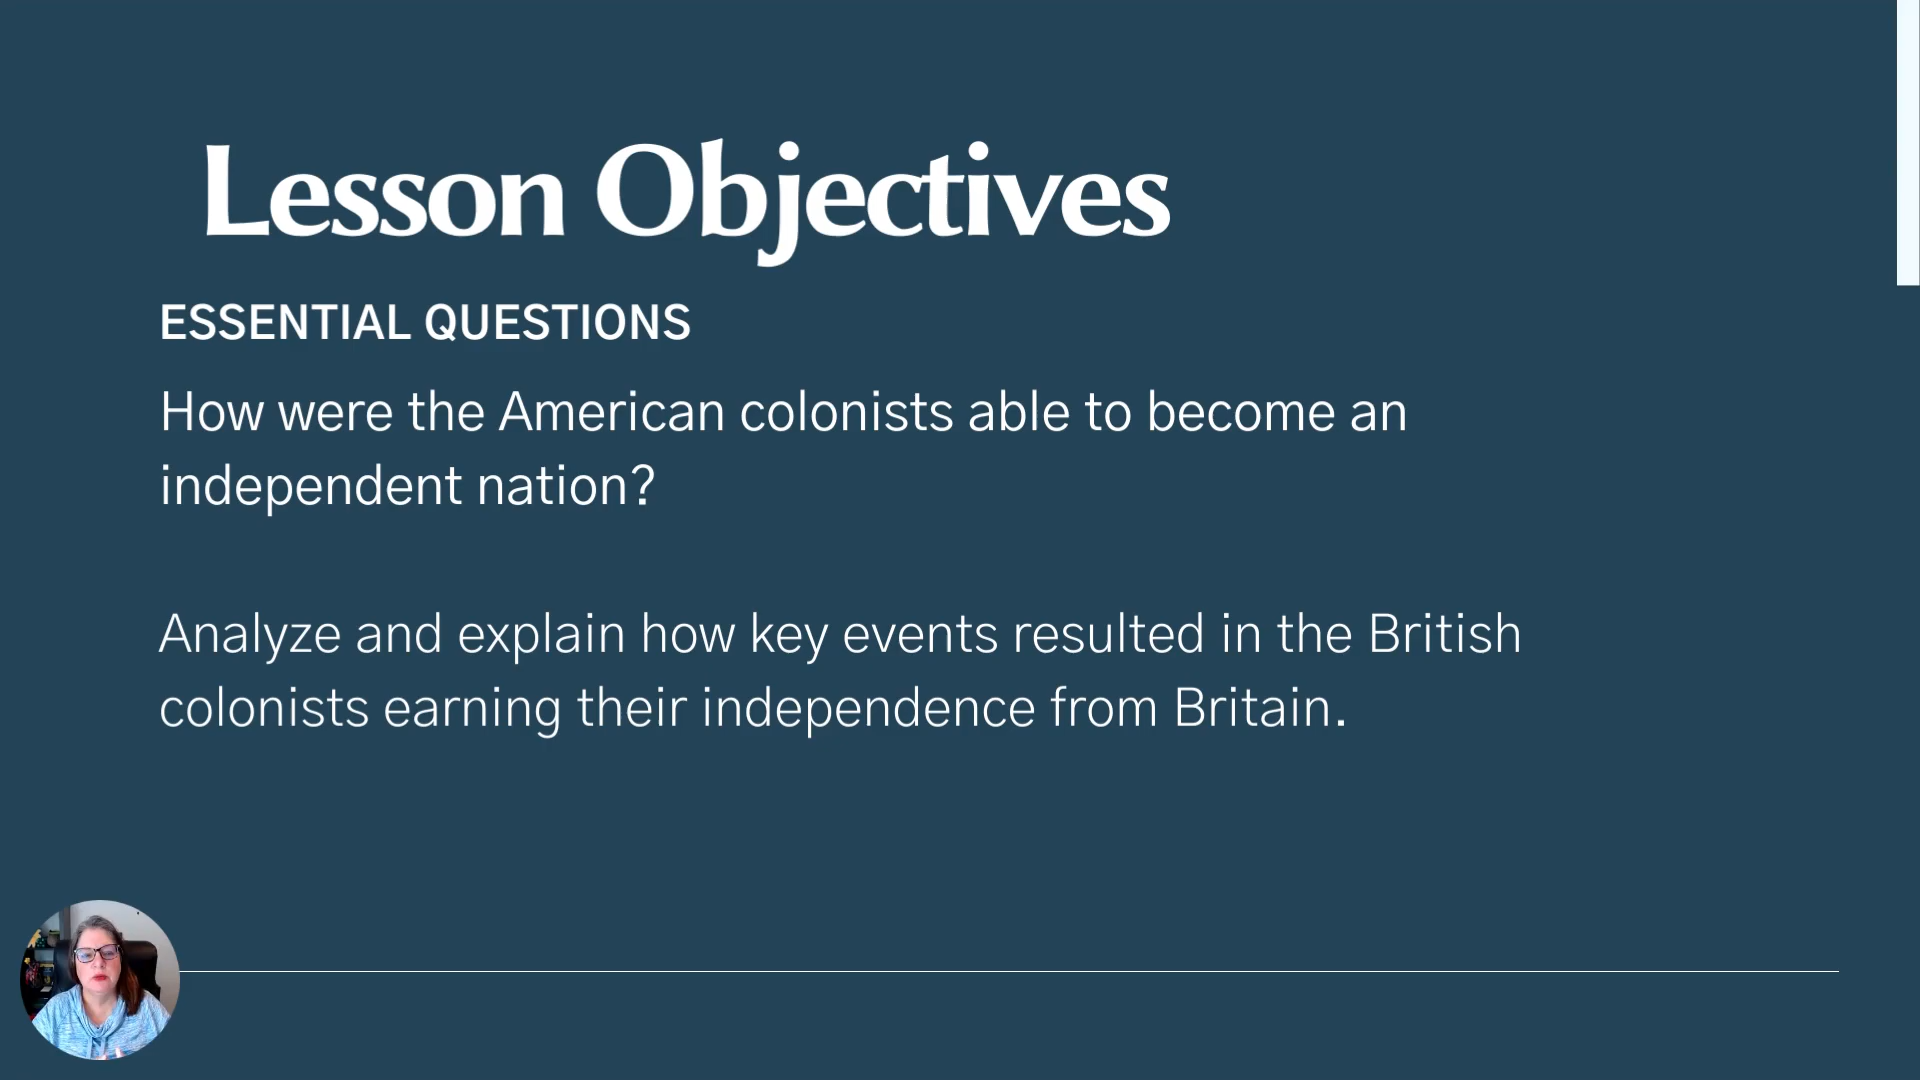 Lesson Objectives
ESSENTIAL QUESTIONS
How were the American colonists able to become an
independent nation?
Analyze and explain how key events resulted in the British
colonists earning their independence from Britain.